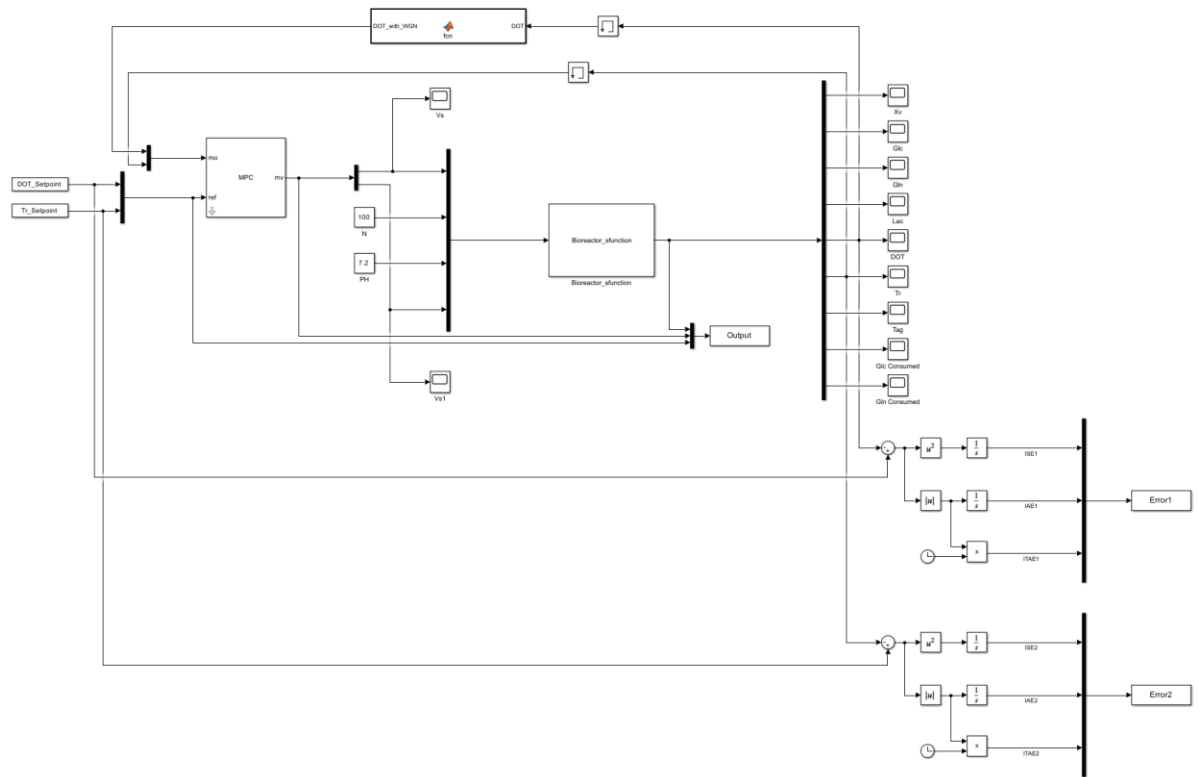 DOT_with_WGN
fcn
DOT
Vs
Xv
Glc
Gln
Lac
DOT
Tr
Tag
Glc Consumed
Gln Consumed
mo
MPC
mv
ref
DOT_Setpoint
Tr_Setpoint
100
N
7.2
PH
Bioreactor_sfunction
Bioreactor_sfunction
Output
Vs1
u²
1/s
ISE1
|u|
1/s
IAE1
x
ITAE1
Error1
u²
1/s
ISE2
|u|
1/s
IAE2
x
ITAE2
Error2